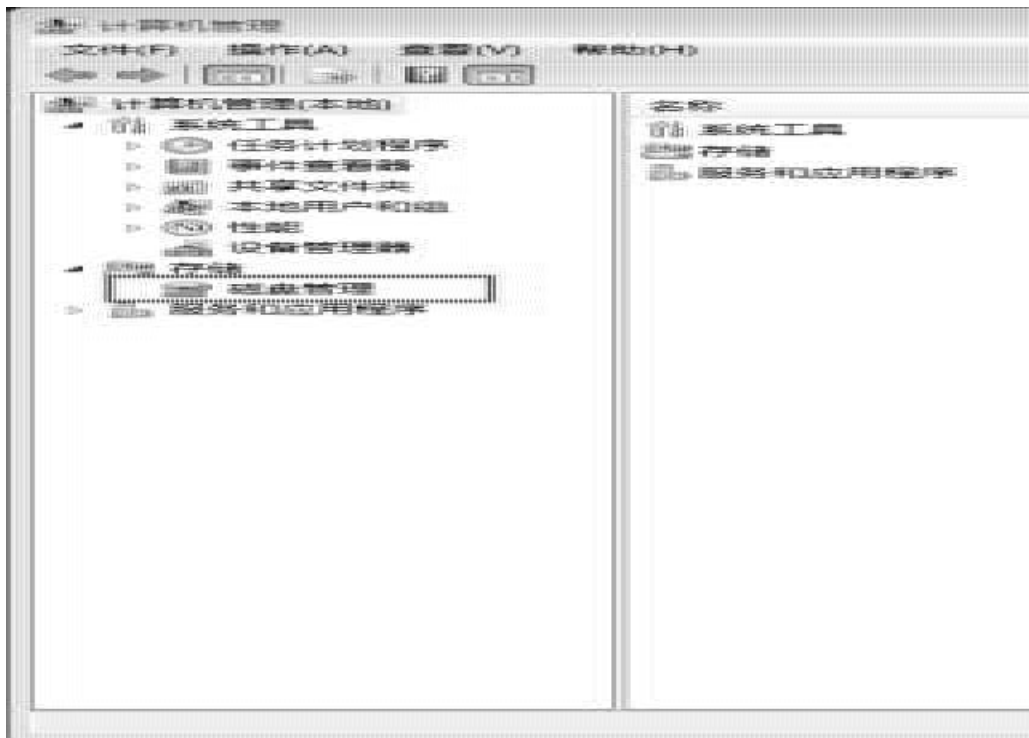 计算机管理
文件(F) 操作(A) 查看(V) 帮助(H)
计算机管理(本地)
系统工具
任务计划程序
事件查看器
共享文件夹
本地用户和组
性能
设备管理器
存储
磁盘管理
服务和应用程序
名称
系统工具
存储
服务和应用程序